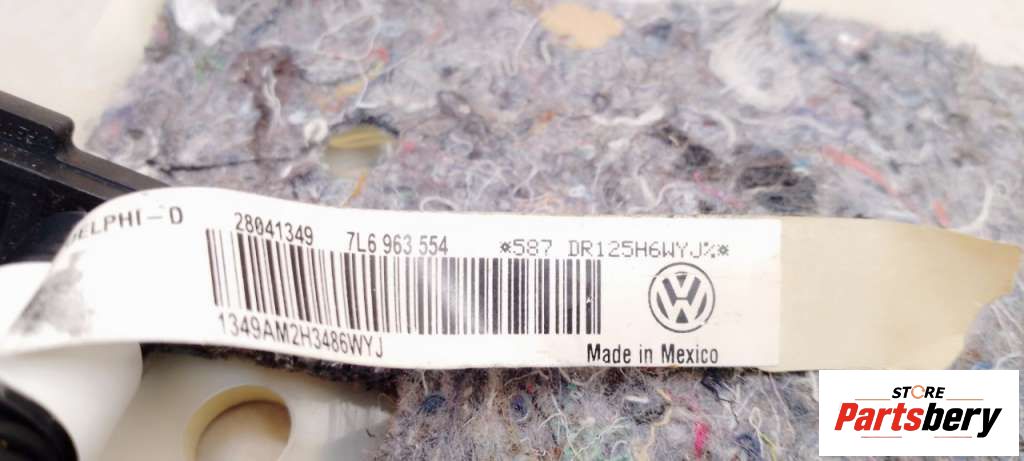 DELPHI-D
28041349 7L6 963 554 *587 DR125H6WYJ%*
1349AM2H3486WYJ
Made in Mexico
STORE
Partsbery